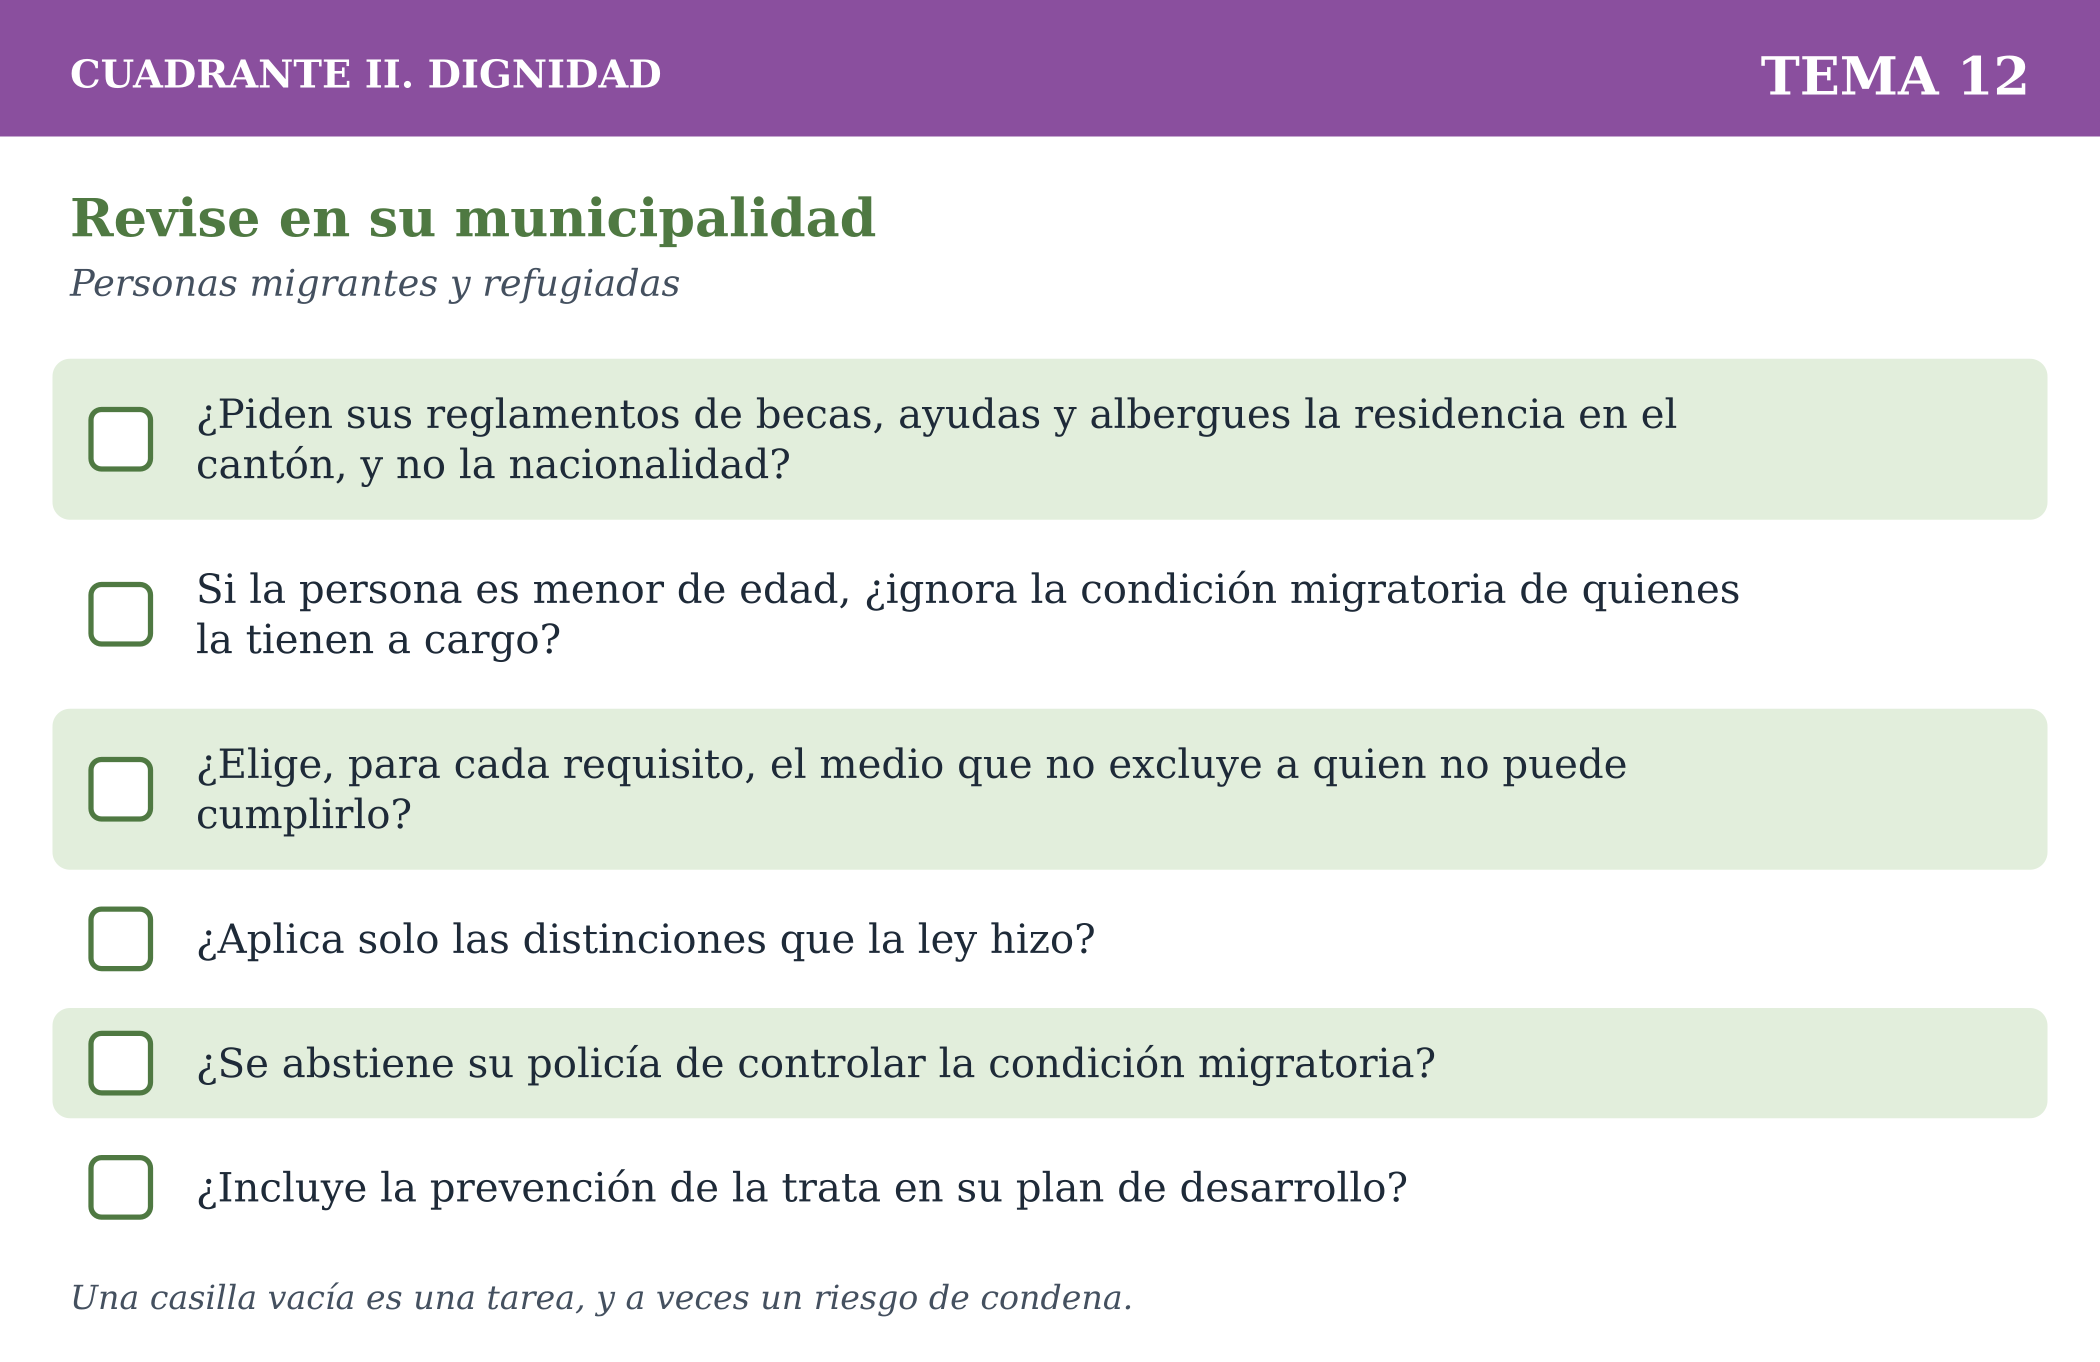 CUADRANTE II. DIGNIDAD
TEMA 12
Revise en su municipalidad
Personas migrantes y refugiadas
¿Piden sus reglamentos de becas, ayudas y albergues la residencia en el
cantón, y no la nacionalidad?
Si la persona es menor de edad, ¿ignora la condición migratoria de quienes
la tienen a cargo?
¿Elige, para cada requisito, el medio que no excluye a quien no puede
cumplirlo?
¿Aplica solo las distinciones que la ley hizo?
¿Se abstiene su policía de controlar la condición migratoria?
¿Incluye la prevención de la trata en su plan de desarrollo?
Una casilla vacía es una tarea, y a veces un riesgo de condena.